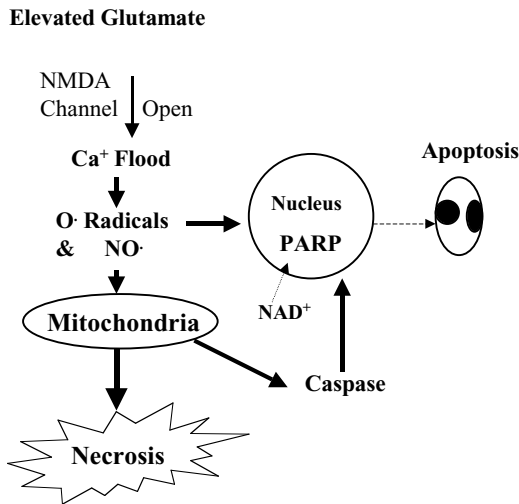 Elevated Glutamate
NMDA
Channel Open
Ca⁺ Flood
O· Radicals
& NO·
Mitochondria
Necrosis
Nucleus
PARP
NAD⁺
Caspase
Apoptosis